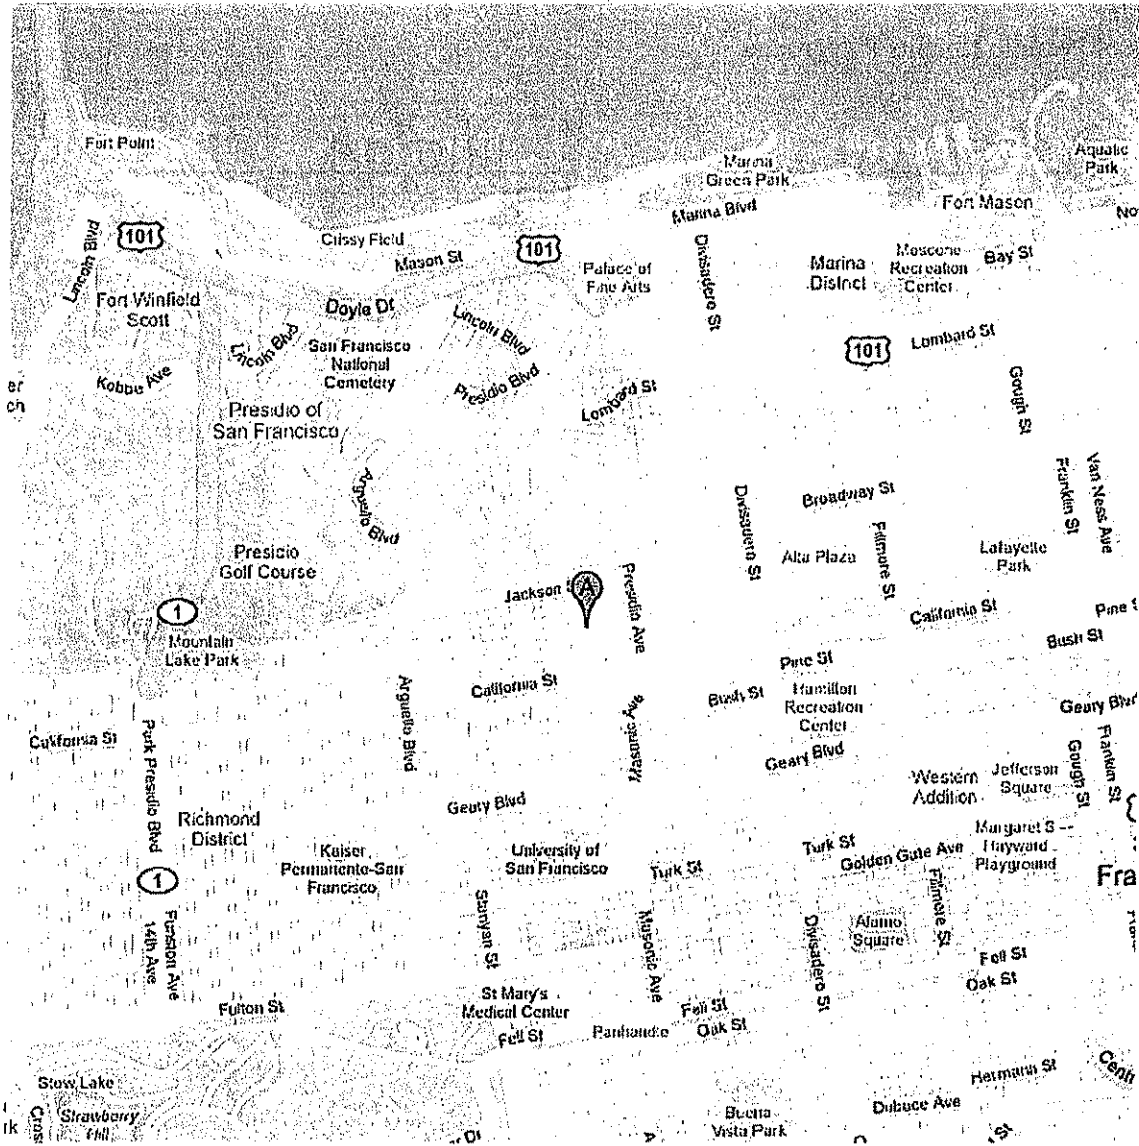 Fort Point
Marina
Green Park
Aquatic
Park
Marina Blvd
Fort Mason
No
Lincoln Blvd
101
Crissy Field
Mason St
101
Palace of
Fine Arts
Divisadero St
Marina
District
Moscone
Recreation
Center
Bay St
Fort Winfield
Scott
Doyle Dr
Lincoln Blvd
Lincoln Blvd
San Francisco
National
Cemetery
101
Lombard St
er
ch
Kobbe Ave
Presidio Blvd
Lombard St
Gough St
Presidio of
San Francisco
Arguello Blvd
Divisadero St
Broadway St
Fillmore St
Franklin St
Van Ness Ave
Presidio
Golf Course
Alta Plaza
Lafayette
Park
Jackson
A
Presidio Ave
1
Mountain
Lake Park
California St
Pine S
Bush St
Pine St
California St
Arguello Blvd
Masonic Ave
Bush St
Hamilton
Recreation
Center
Geary Blvd
California St
Park Presidio Blvd
Geary Blvd
Gough St
Franklin St
Western
Addition
Jefferson
Square
Geary Blvd
Richmond
District
Kaiser
Permanente-San
Francisco
University of
San Francisco
Turk St
Turk St
Golden Gate Ave
Margaret S
Hayward
Playground
1
Fra
Funston Ave
14th Ave
Stanyan St
Masonic Ave
Divisadero St
Alamo
Square
Fillmore St
Fell St
Oak St
Fulton St
St Mary's
Medical Center
Fell St
Panhandle
Fell St
Oak St
Stow Lake
Strawberry
Hill
Cross
rk
Hermann St
Duboce Ave
Buena
Vista Park
Centr
Dr
A
St